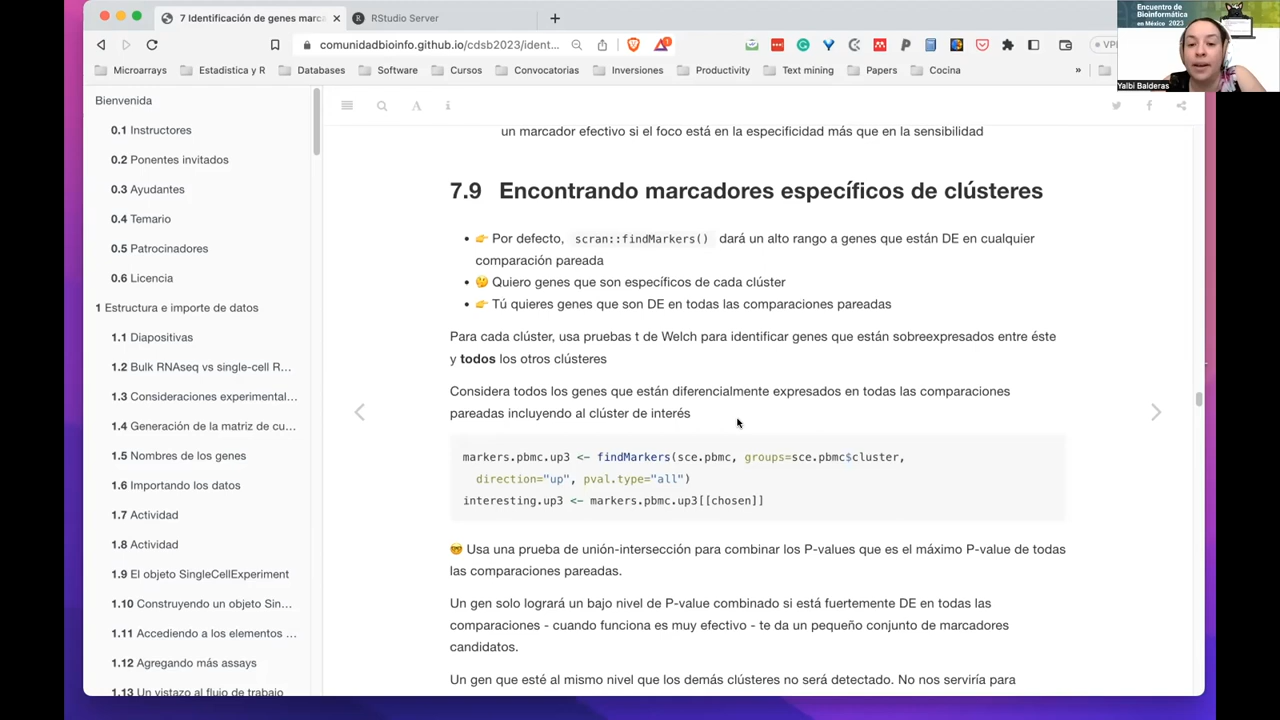 7 Identificación de genes marca
RStudio Server
comunidadbioinfo.github.io/cdsb2023/ident...
VP
Microarrays
Estadistica y R
Databases
Software
Cursos
Convocatorias
Inversiones
Productivity
Text mining
Papers
Cocina
»
Encuentro de
Bioinformática
en México 2023
Yalbi Balderas
Bienvenida
0.1 Instructores
0.2 Ponentes invitados
0.3 Ayudantes
0.4 Temario
0.5 Patrocinadores
0.6 Licencia
1 Estructura e importe de datos
1.1 Diapositivas
1.2 Bulk RNAseq vs single-cell R...
1.3 Consideraciones experimental...
1.4 Generación de la matriz de cu...
1.5 Nombres de los genes
1.6 Importando los datos
1.7 Actividad
1.8 Actividad
1.9 El objeto SingleCellExperiment
1.10 Construyendo un objeto Sin...
1.11 Accediendo a los elementos ...
1.12 Agregando más assays
1.13 Un vistazo al flujo de trabajo
un marcador efectivo si el foco está en la especificidad más que en la sensibilidad
7.9 Encontrando marcadores específicos de clústeres
• 👉 Por defecto, scran::findMarkers() dará un alto rango a genes que están DE en cualquier
comparación pareada
• 🤔 Quiero genes que son específicos de cada clúster
• 👉 Tú quieres genes que son DE en todas las comparaciones pareadas
Para cada clúster, usa pruebas t de Welch para identificar genes que están sobreexpresados entre éste
y todos los otros clústeres
Considera todos los genes que están diferencialmente expresados en todas las comparaciones
pareadas incluyendo al clúster de interés
markers.pbmc.up3 <- findMarkers(sce.pbmc, groups=sce.pbmc$cluster,
direction="up", pval.type="all")
interesting.up3 <- markers.pbmc.up3[[chosen]]
🤓 Usa una prueba de unión-intersección para combinar los P-values que es el máximo P-value de todas
las comparaciones pareadas.
Un gen solo logrará un bajo nivel de P-value combinado si está fuertemente DE en todas las
comparaciones - cuando funciona es muy efectivo - te da un pequeño conjunto de marcadores
candidatos.
Un gen que esté al mismo nivel que los demás clústeres no será detectado. No nos serviría para